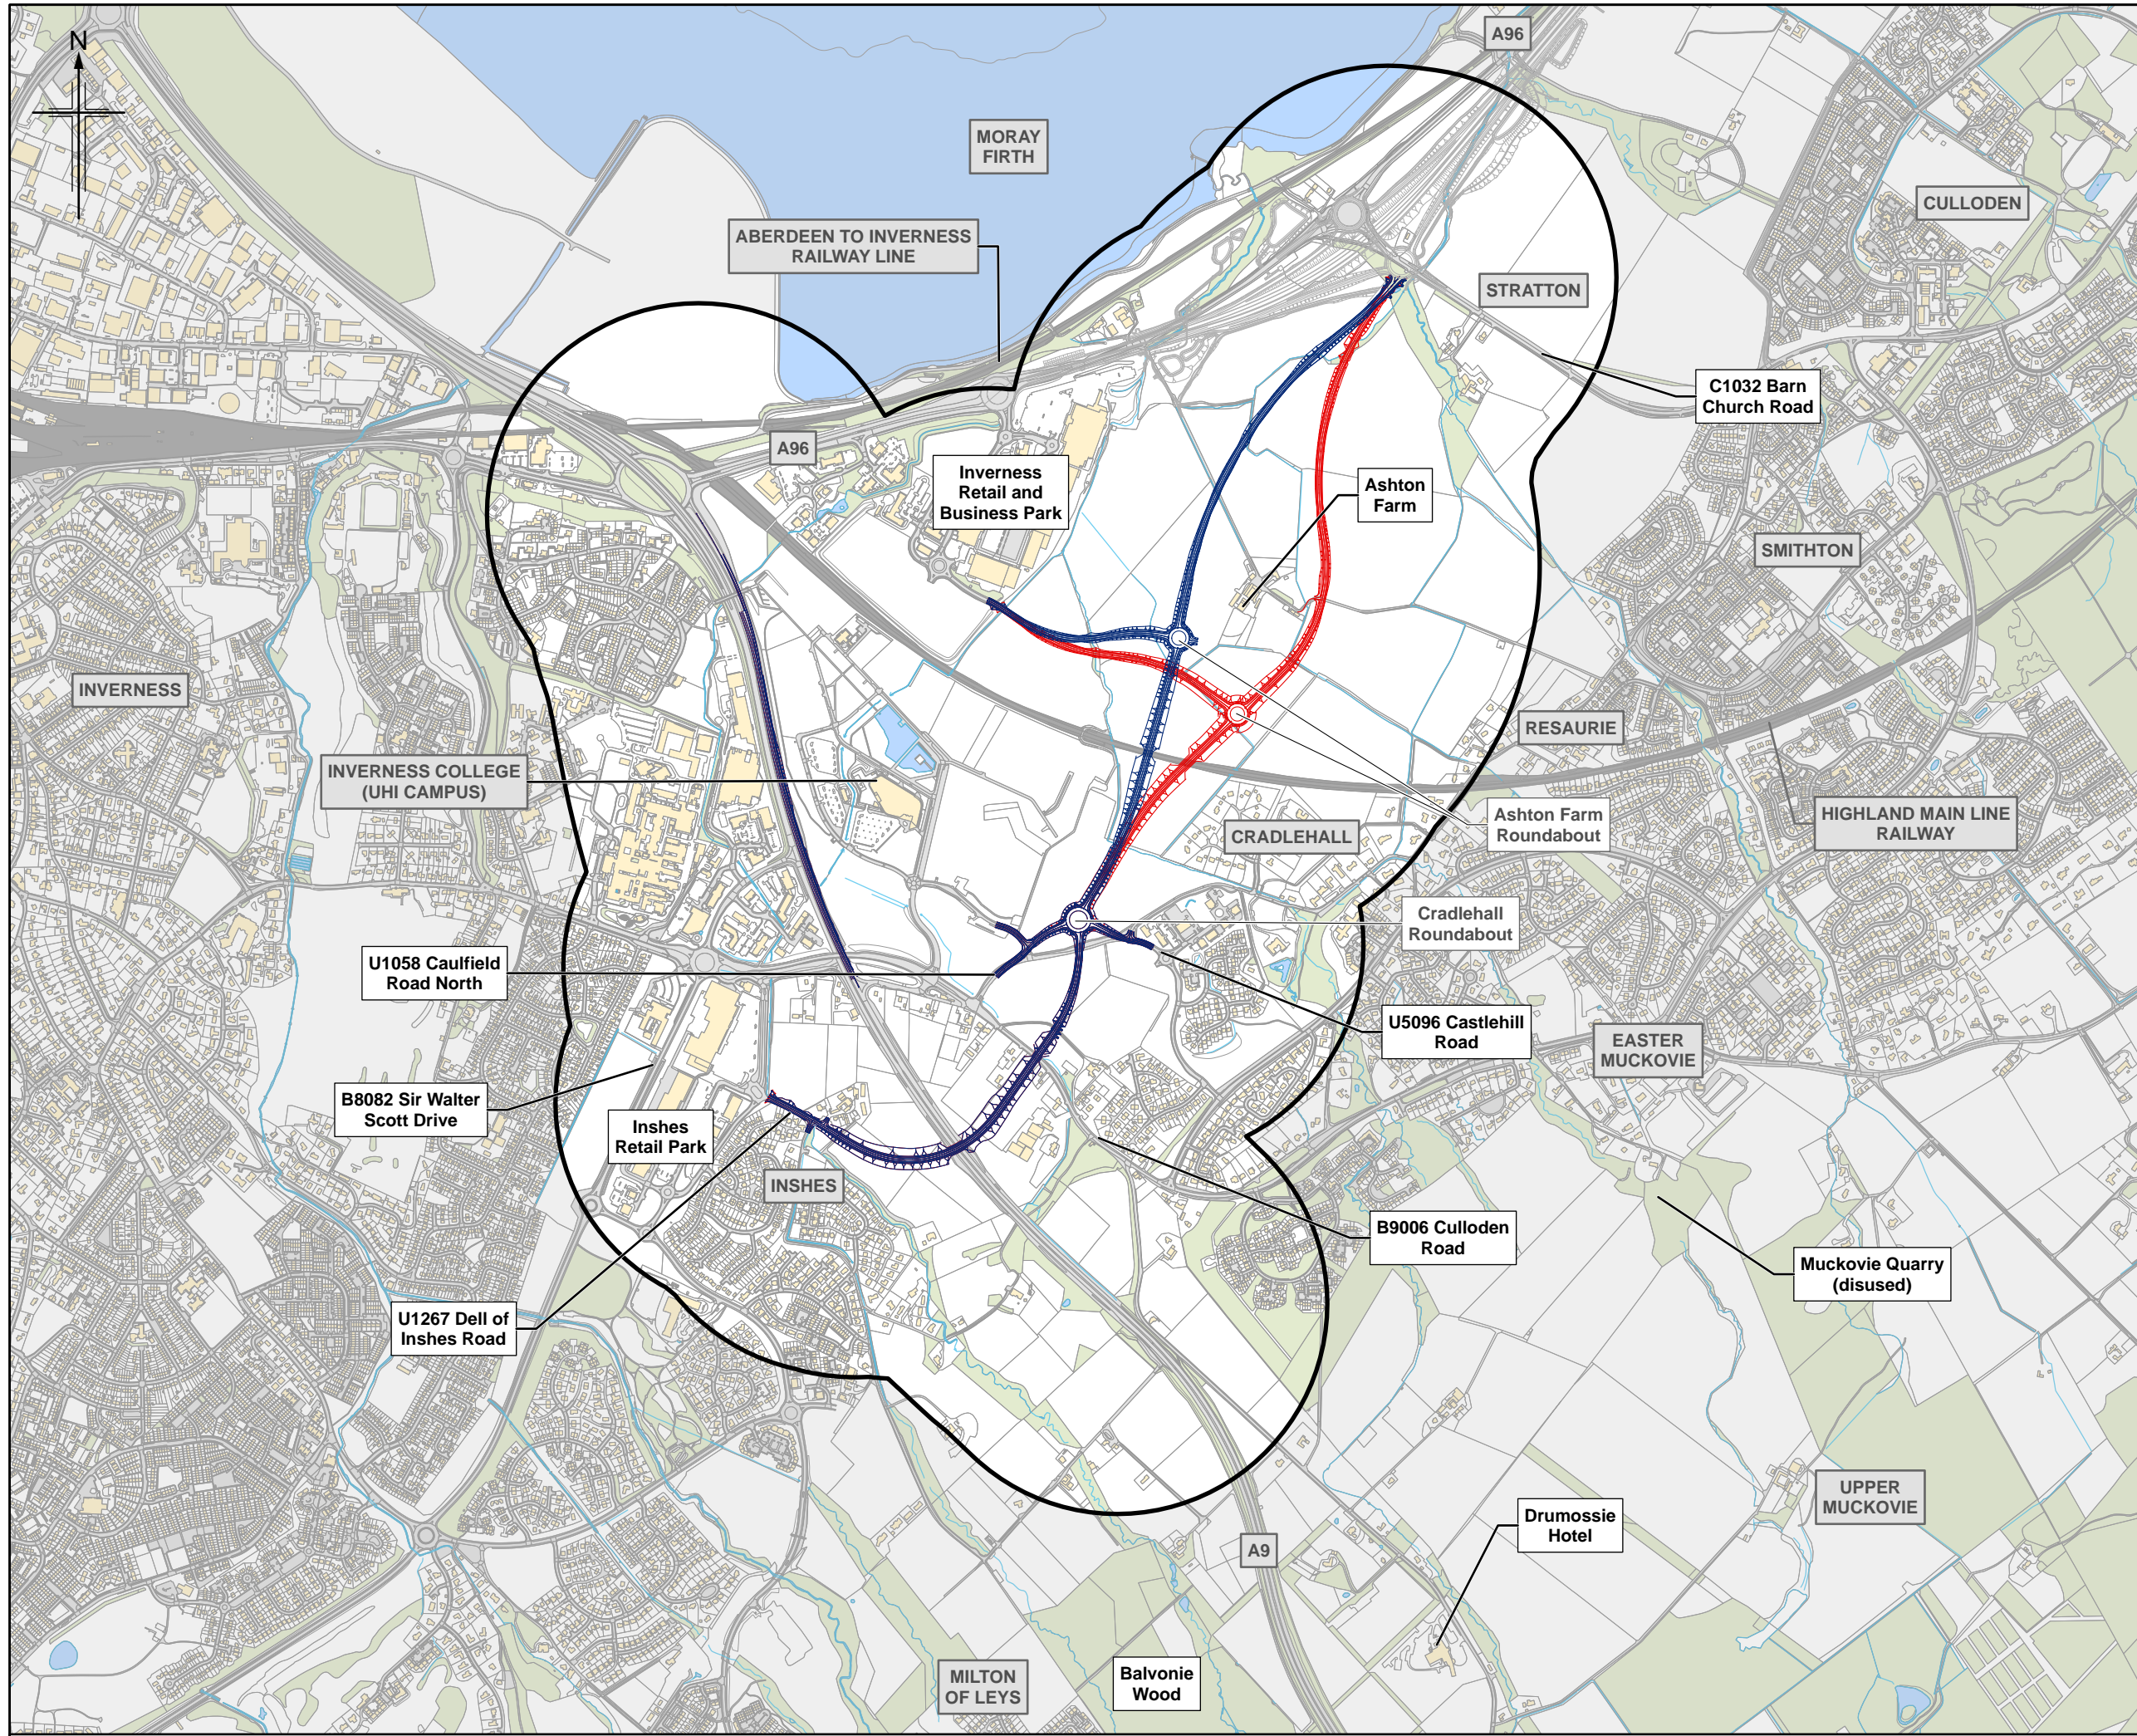 N
A96
MORAY
FIRTH
CULLODEN
ABERDEEN TO INVERNESS
RAILWAY LINE
STRATTON
C1032 Barn
Church Road
A96
Inverness
Retail and
Business Park
Ashton
Farm
SMITHTON
INVERNESS
RESAURIE
INVERNESS COLLEGE
(UHI CAMPUS)
CRADLEHALL
Ashton Farm
Roundabout
HIGHLAND MAIN LINE
RAILWAY
Cradlehall
Roundabout
U1058 Caulfield
Road North
U5096 Castlehill
Road
EASTER
MUCKOVIE
B8082 Sir Walter
Scott Drive
Inshes
Retail Park
INSHES
B9006 Culloden
Road
Muckovie Quarry
(disused)
U1267 Dell of
Inshes Road
UPPER
MUCKOVIE
Drumossie
Hotel
A9
MILTON
OF LEYS
Balvonie
Wood